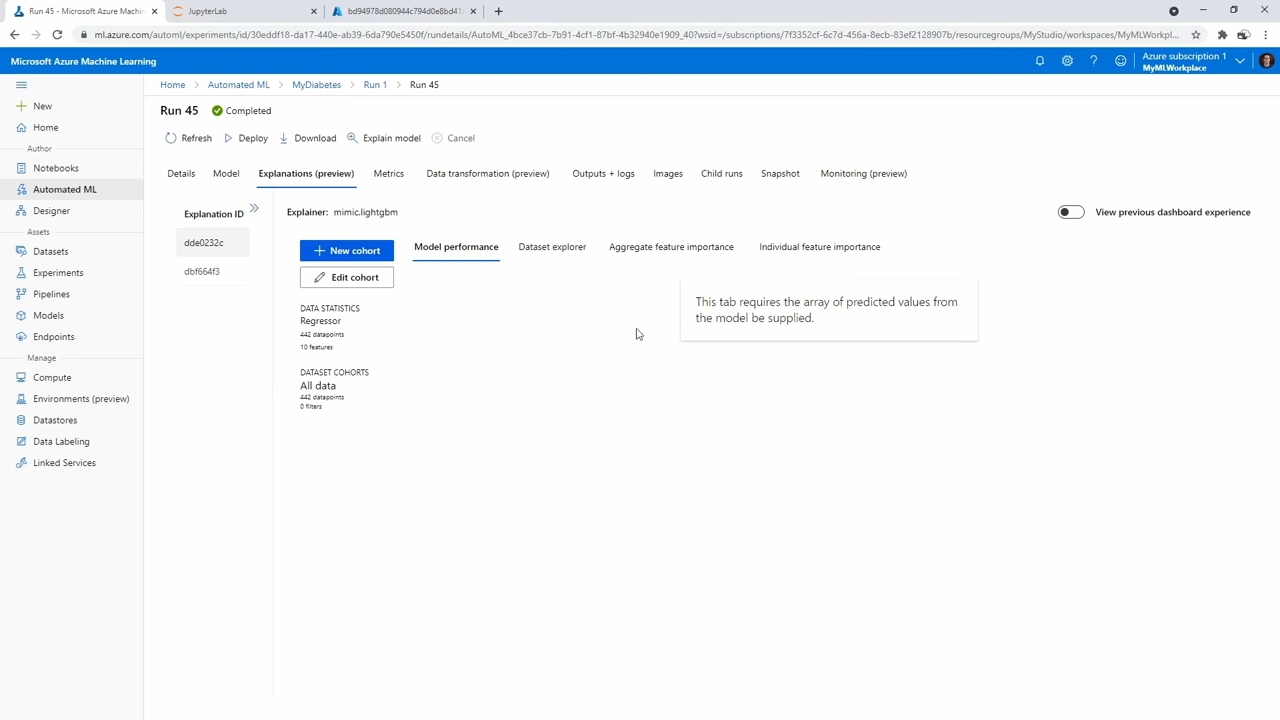 Run 45 - Microsoft Azure Machin
JupyterLab
bd94978d080944c794d0e8bd41
ml.azure.com/automl/experiments/id/30eddf18-da17-440e-ab39-6da790e5450f/rundetails/AutoML_4bce37cb-7b91-4cf1-87bf-4b32940e1909_40?wsid=/subscriptions/7f3352cf-6c7d-456a-8ecb-83ef2128907b/resourcegroups/MyStudio/workspaces/MyMLWorkpl...
Microsoft Azure Machine Learning
Azure subscription 1
MyMLWorkplace
New
Home
Author
Notebooks
Automated ML
Designer
Assets
Datasets
Experiments
Pipelines
Models
Endpoints
Manage
Compute
Environments (preview)
Datastores
Data Labeling
Linked Services
Home > Automated ML > MyDiabetes > Run 1 > Run 45
Run 45 Completed
Refresh Deploy Download Explain model Cancel
Details Model Explanations (preview) Metrics Data transformation (preview) Outputs + logs Images Child runs Snapshot Monitoring (preview)
Explanation ID
dde0232c
dbf664f3
Explainer: mimic.lightgbm
View previous dashboard experience
New cohort
Edit cohort
DATA STATISTICS
Regressor
442 datapoints
10 features
DATASET COHORTS
All data
442 datapoints
0 filters
Model performance Dataset explorer Aggregate feature importance Individual feature importance
This tab requires the array of predicted values from
the model be supplied.